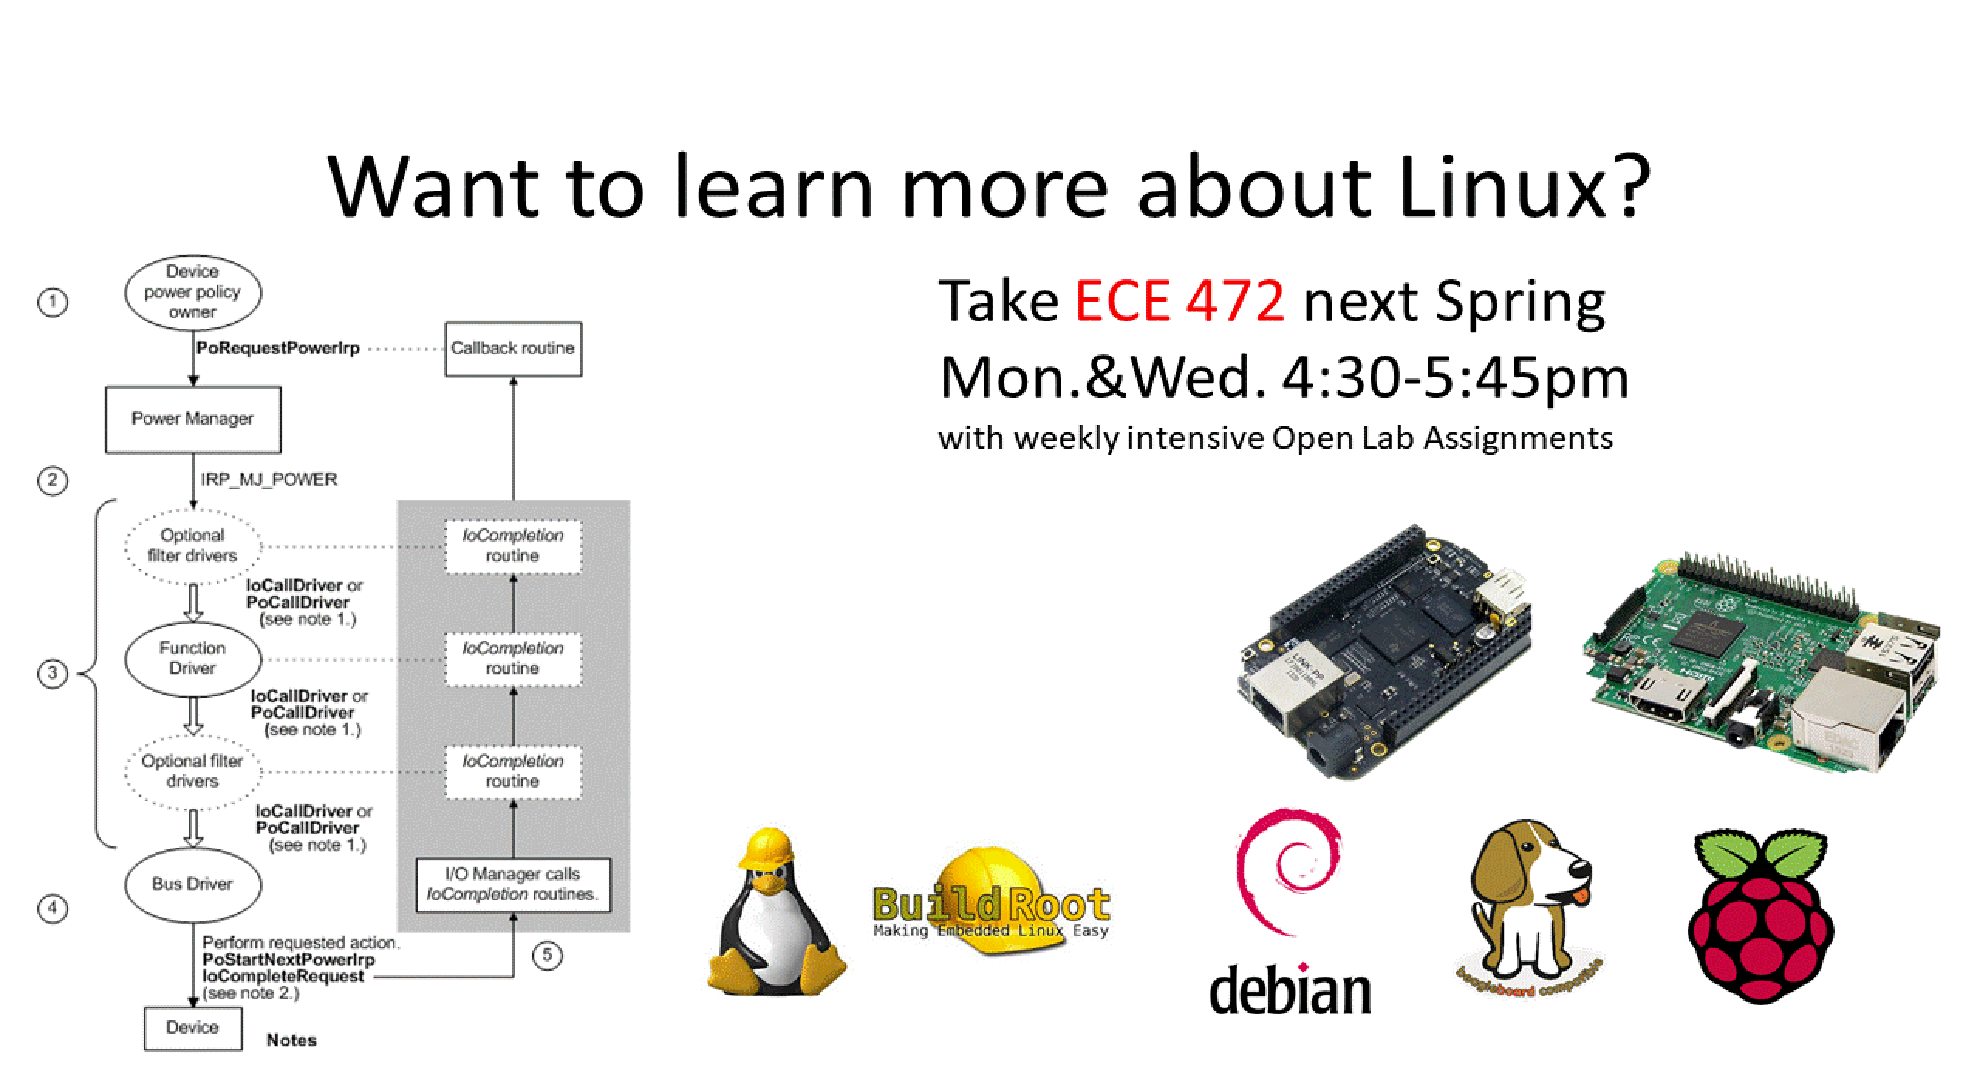 Want to learn more about Linux?
Take ECE 472 next Spring
Mon.&Wed. 4:30-5:45pm
with weekly intensive Open Lab Assignments
1
Device
power policy
owner
PoRequestPowerIrp
Callback routine
Power Manager
2
IRP_MJ_POWER
Optional
filter drivers
IoCompletion
routine
IoCallDriver or
PoCallDriver
(see note 1.)
3
Function
Driver
IoCompletion
routine
IoCallDriver or
PoCallDriver
(see note 1.)
Optional filter
drivers
IoCompletion
routine
IoCallDriver or
PoCallDriver
(see note 1.)
4
Bus Driver
I/O Manager calls
IoCompletion routines.
Perform requested action.
PoStartNextPowerIrp
IoCompleteRequest
(see note 2.)
5
Device
Notes
BuildRoot
Making Embedded Linux Easy
debian
beagleboard compatible
LINK-PP
HDMI